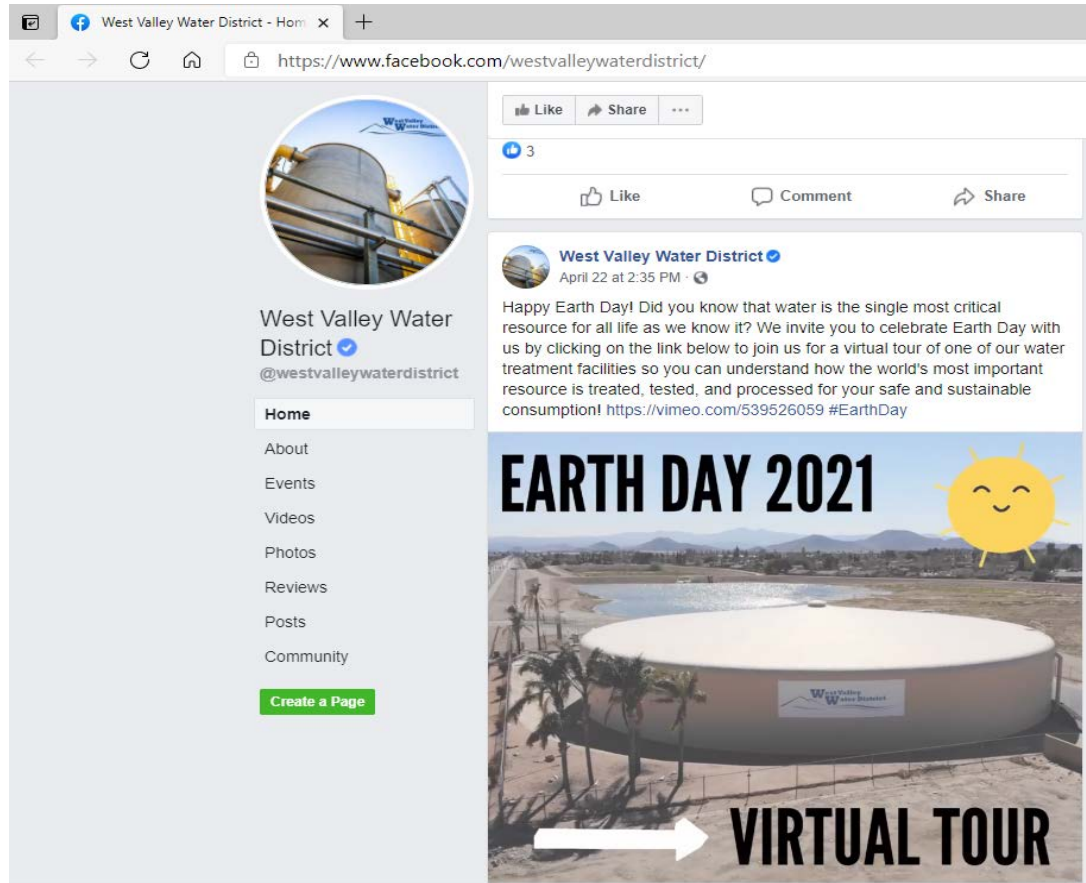 West Valley Water District - Hom
https://www.facebook.com/westvalleywaterdistrict/
West Valley
Water District
West Valley Water
District
@westvalleywaterdistrict
Home
About
Events
Videos
Photos
Reviews
Posts
Community
Create a Page
Like Share ...
3
Like Comment Share
West Valley Water District
April 22 at 2:35 PM ·
Happy Earth Day! Did you know that water is the single most critical
resource for all life as we know it? We invite you to celebrate Earth Day with
us by clicking on the link below to join us for a virtual tour of one of our water
treatment facilities so you can understand how the world's most important
resource is treated, tested, and processed for your safe and sustainable
consumption! https://vimeo.com/539526059 #EarthDay
EARTH DAY 2021
West Valley
Water District
VIRTUAL TOUR